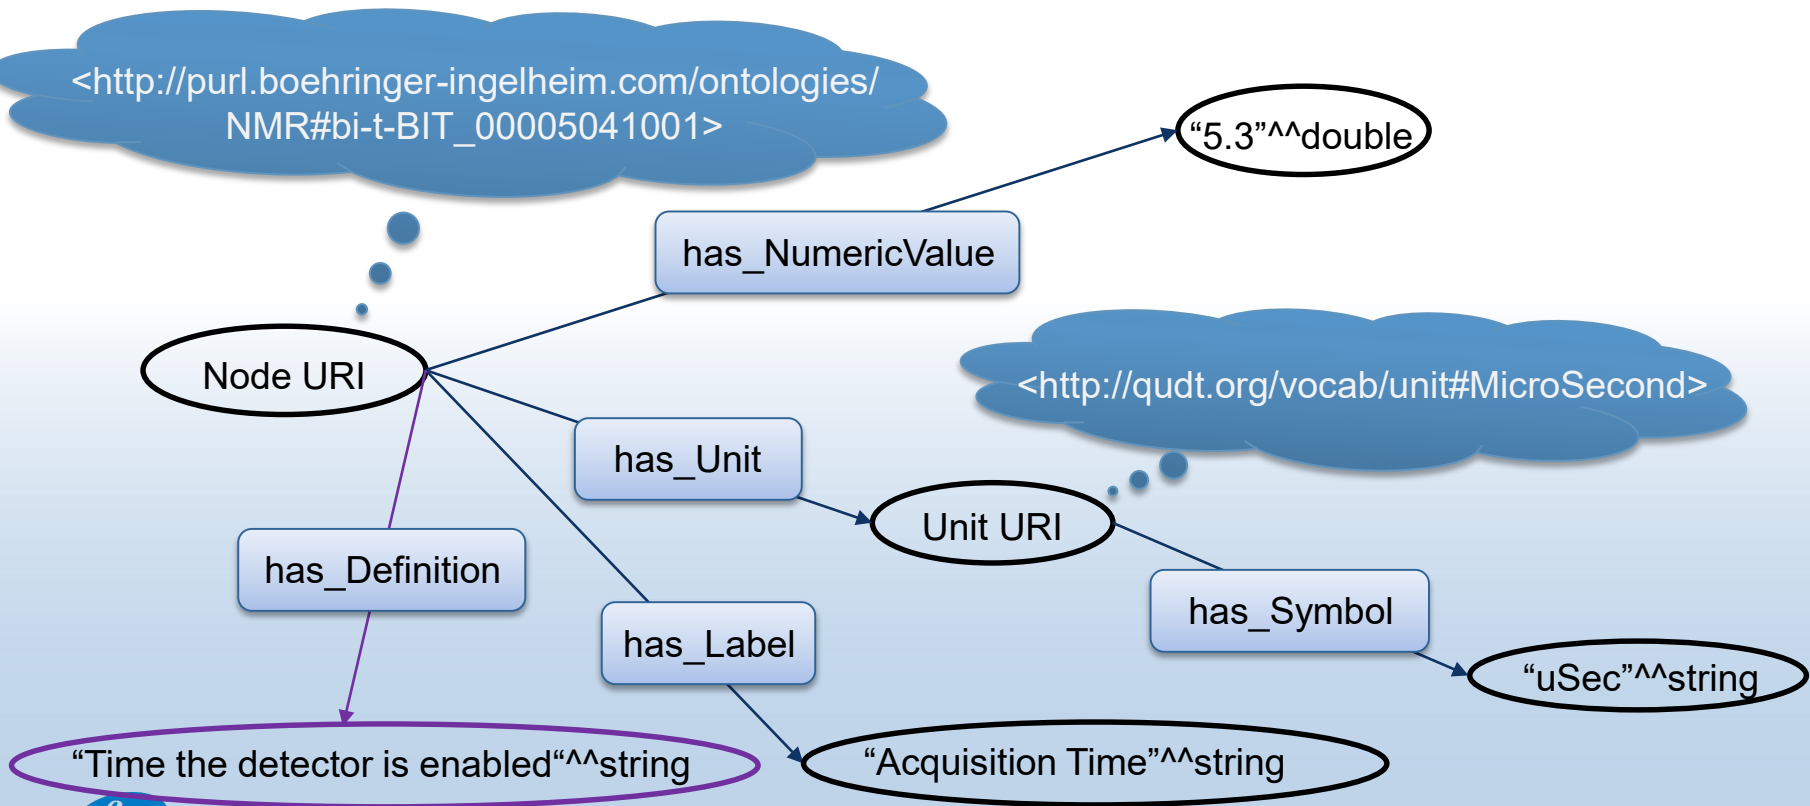 <http://purl.boehringer-ingelheim.com/ontologies/
NMR#bi-t-BIT_00005041001>
“5.3”^^double
has_NumericValue
Node URI
<http://qudt.org/vocab/unit#MicroSecond>
has_Unit
Unit URI
has_Definition
has_Label
has_Symbol
“uSec”^^string
“Time the detector is enabled“^^string
“Acquisition Time”^^string